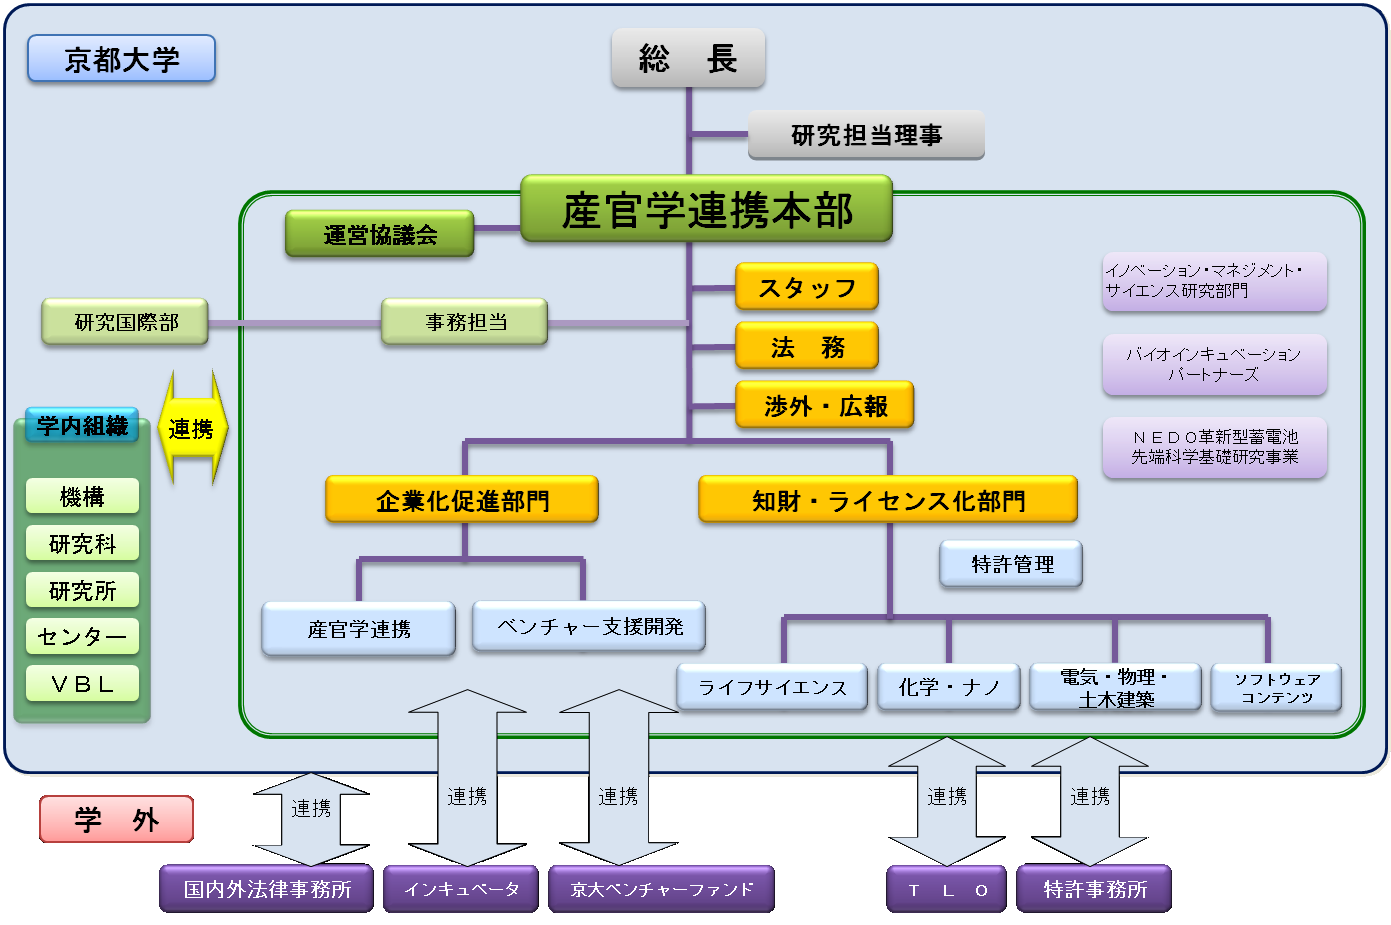 京都大学
総　長
研究担当理事
産官学連携本部
運営協議会
スタッフ
イノベーション・マネジメント・
サイエンス研究部門
研究国際部
事務担当
法　務
バイオインキュベーション
パートナーズ
渉外・広報
連携
学内組織
ＮＥＤＯ革新型蓄電池
先端科学基礎研究事業
機構
研究科
研究所
センター
ＶＢＬ
企業化促進部門
知財・ライセンス化部門
特許管理
産官学連携
ベンチャー支援開発
ライフサイエンス
化学・ナノ
電気・物理・
土木建築
ソフトウェア
コンテンツ
学　外
連携
連携
連携
連携
連携
国内外法律事務所
インキュベータ
京大ベンチャーファンド
Ｔ　Ｌ　Ｏ
特許事務所